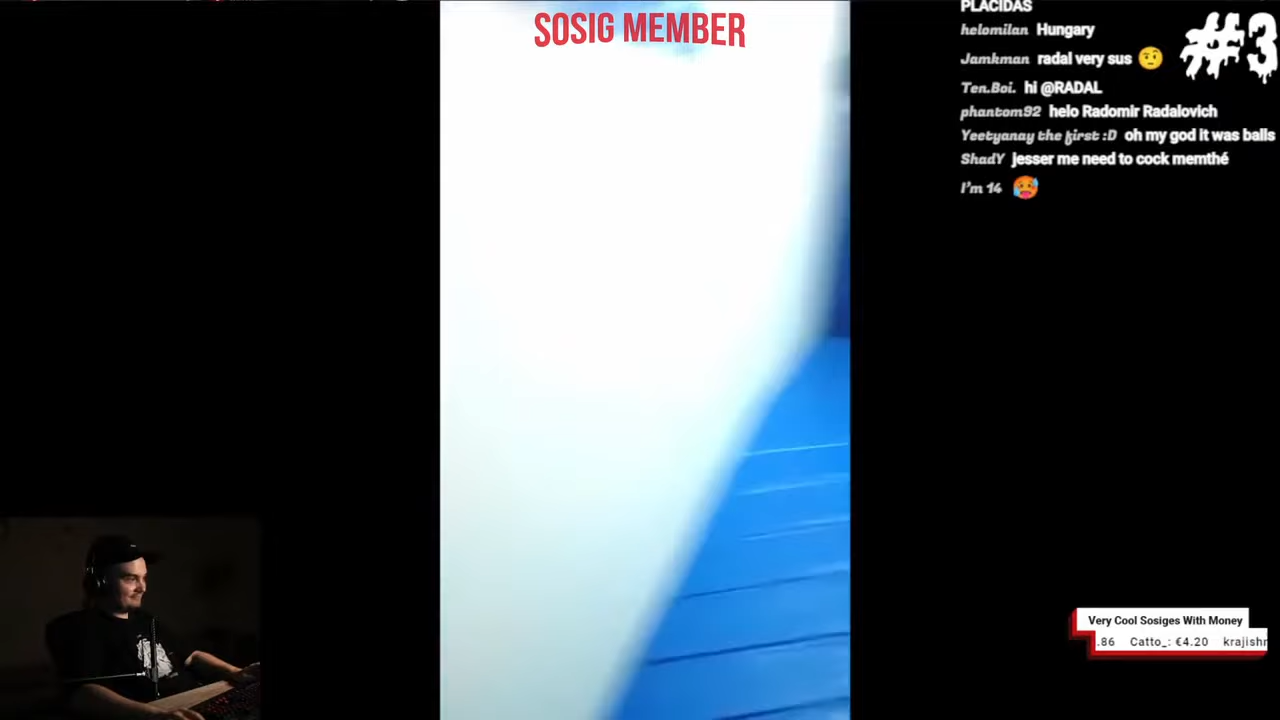 SOSIG MEMBER
#3
PLACIDAS
helomilan Hungary
Jamkman radal very sus 🤨
Ten.Boi. hi @RADAL
phantom92 helo Radomir Radalovich
Yeetyanay the first :D oh my god it was balls
ShadY jesser me need to cock memthé
I'm 14 🥵
Very Cool Sosiges With Money
.86 Catto_: €4.20 krajishr